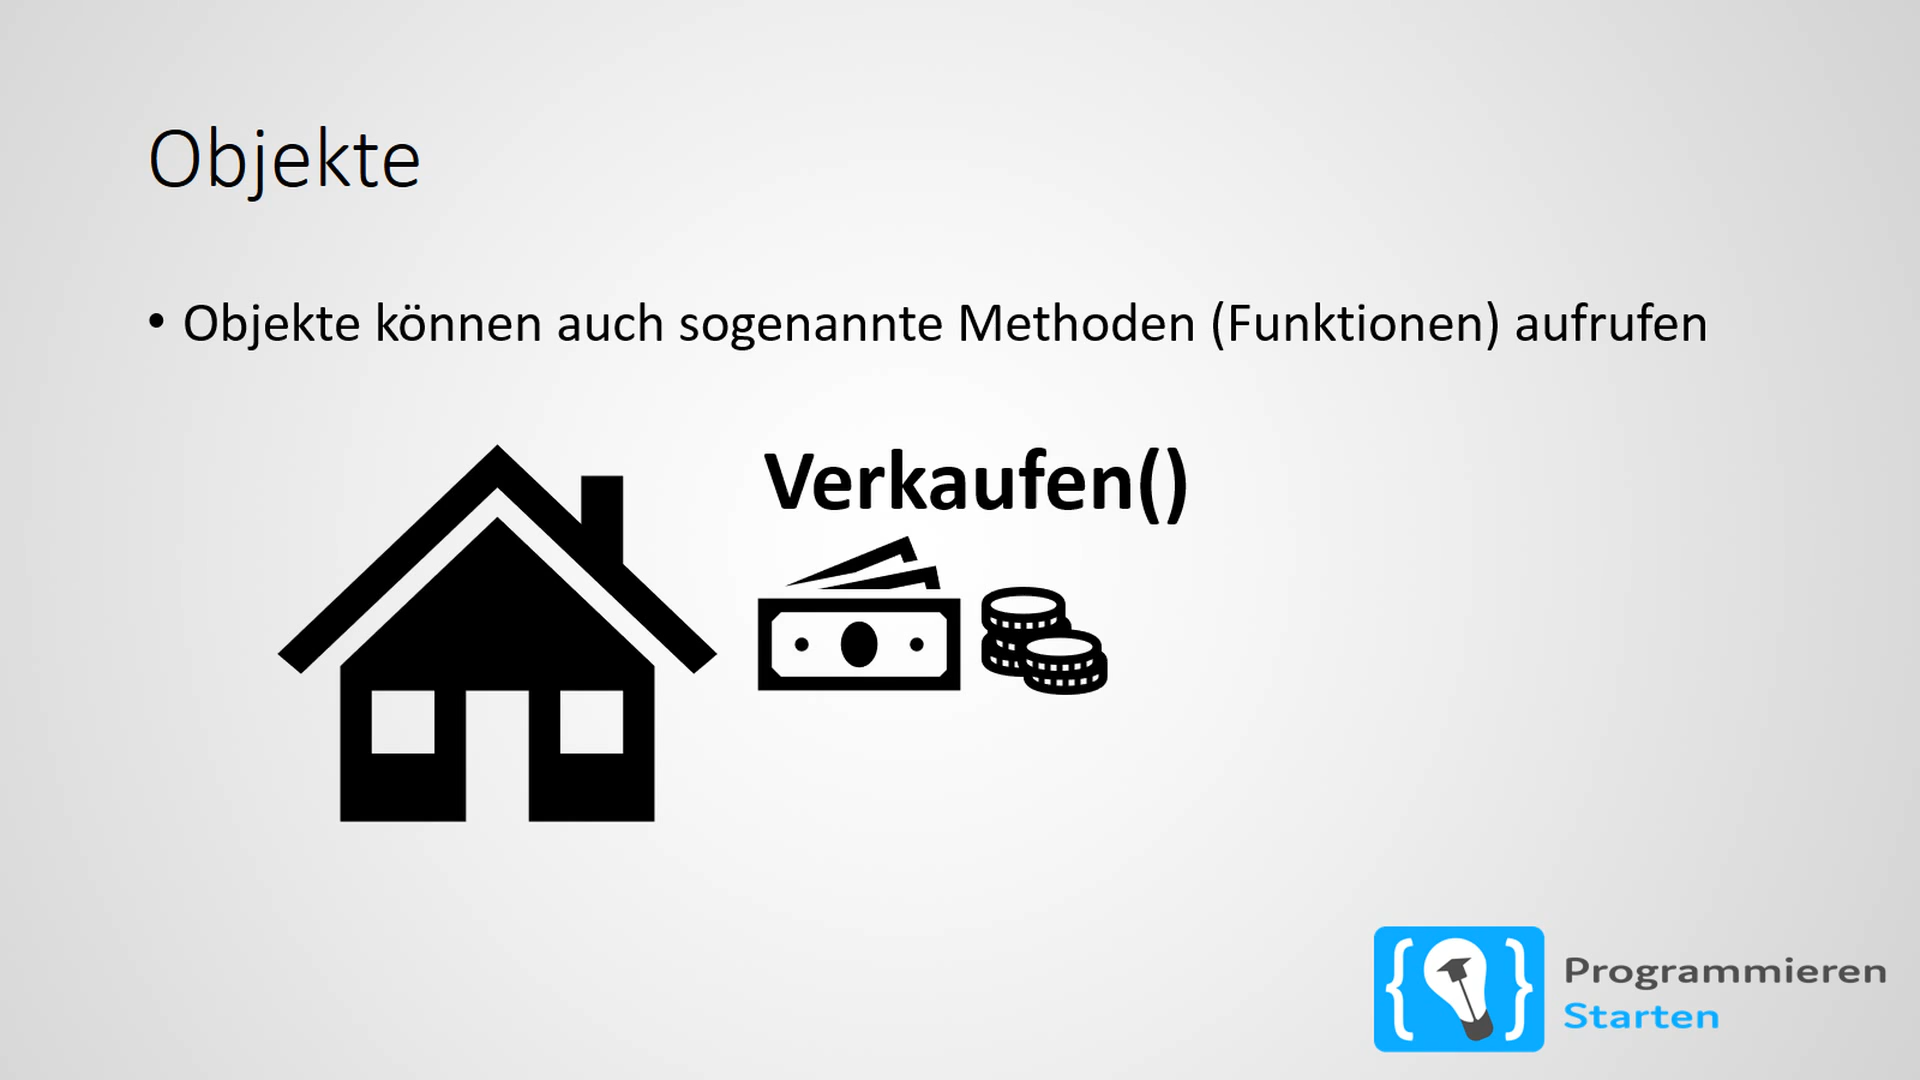 Objekte
• Objekte können auch sogenannte Methoden (Funktionen) aufrufen
Verkaufen()
Programmieren
Starten